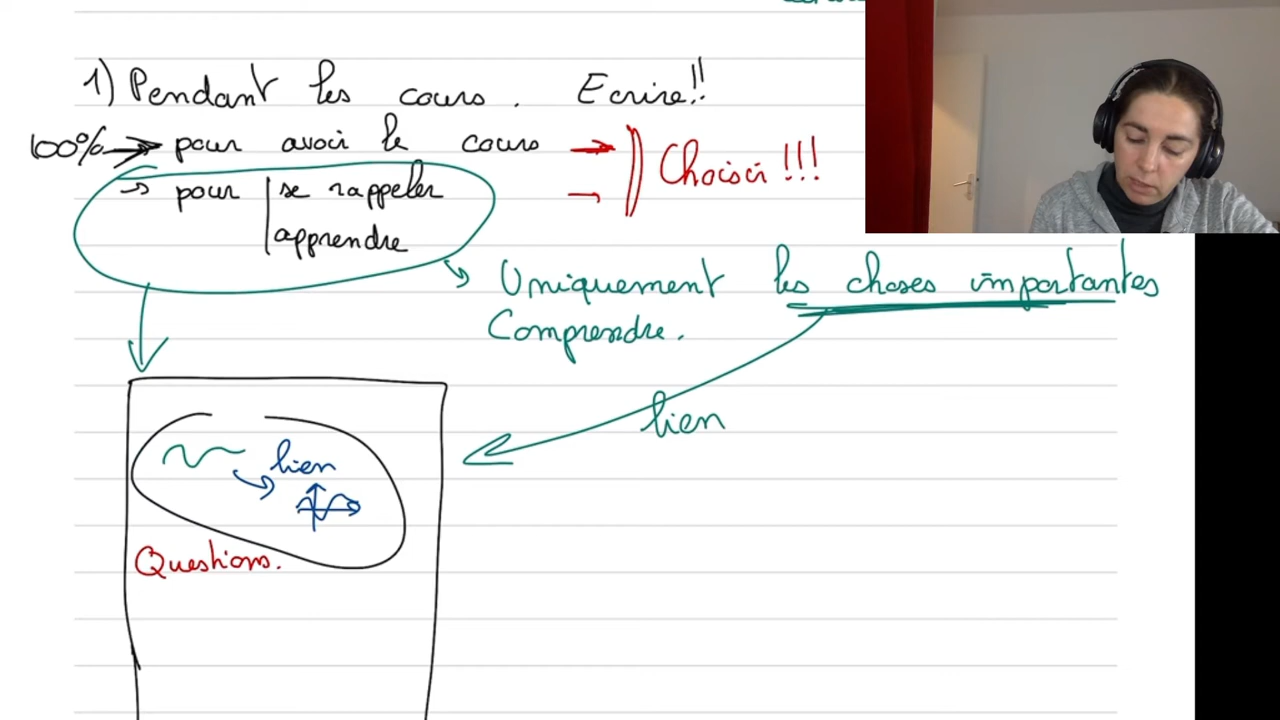 1) Pendant les cours. Ecrire!!
100% → pour avoir le cours → Choisir!!!
→ pour se rappeler
apprendre
Uniquement les choses importantes
Comprendre.
lien
lien
Questions.